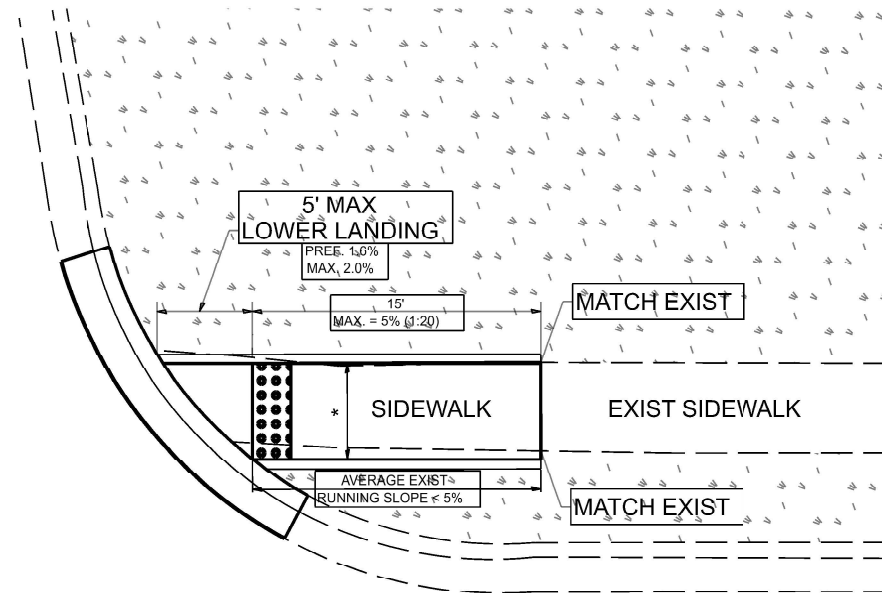 5' MAX
LOWER LANDING
PREF. 1.0%
MAX. 2.0%
15'
MAX. = 5% (1:20)
MATCH EXIST
*
SIDEWALK
EXIST SIDEWALK
AVERAGE EXIST
RUNNING SLOPE < 5%
MATCH EXIST